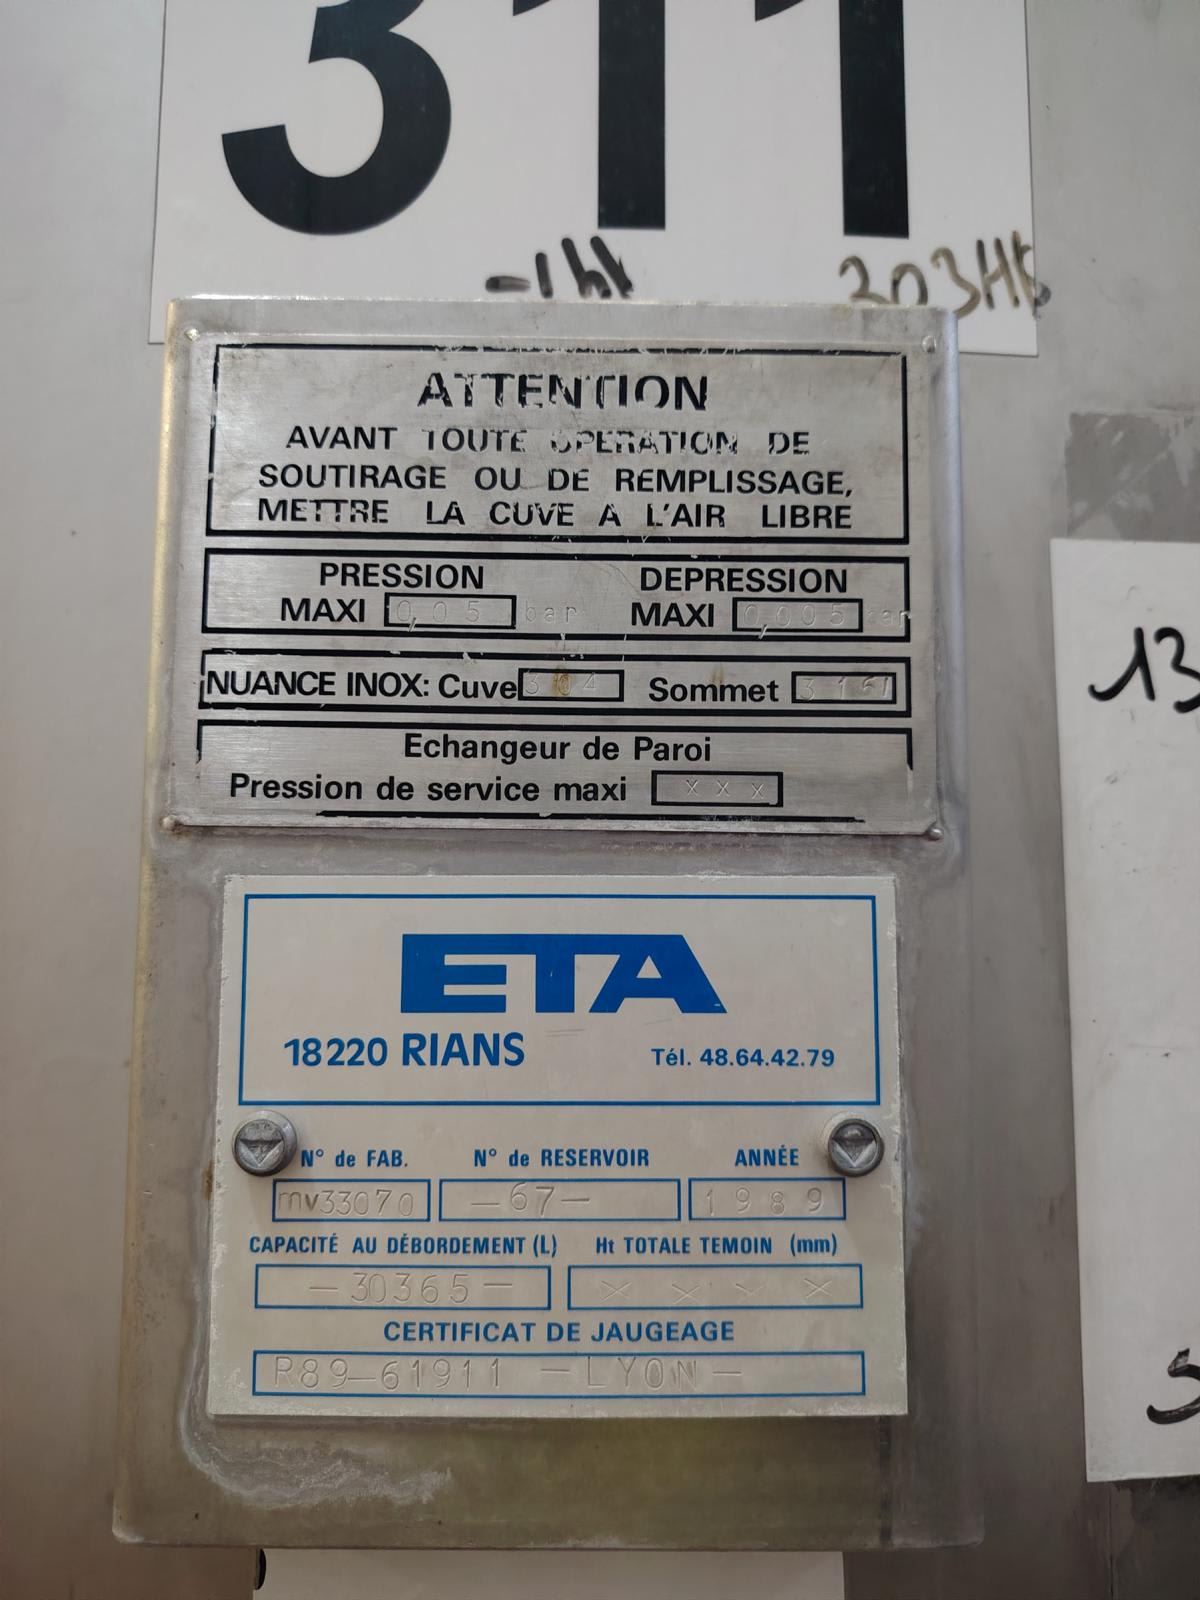 311
303Hl
ATTENTION
AVANT TOUTE OPERATION DE
SOUTIRAGE OU DE REMPLISSAGE,
METTRE LA CUVE A L'AIR LIBRE
PRESSION MAXI 0,05 bar
DEPRESSION MAXI 0,005 bar
NUANCE INOX: Cuve 304 Sommet 316L
Echangeur de Paroi
Pression de service maxi x x x
13
ETA
18220 RIANS Tél. 48.64.42.79
N° de FAB. N° de RESERVOIR ANNÉE
mv33070 -67- 1989
CAPACITÉ AU DÉBORDEMENT (L) Ht TOTALE TEMOIN (mm)
-30365- x x x x
CERTIFICAT DE JAUGEAGE
R89-61911 -LYON-